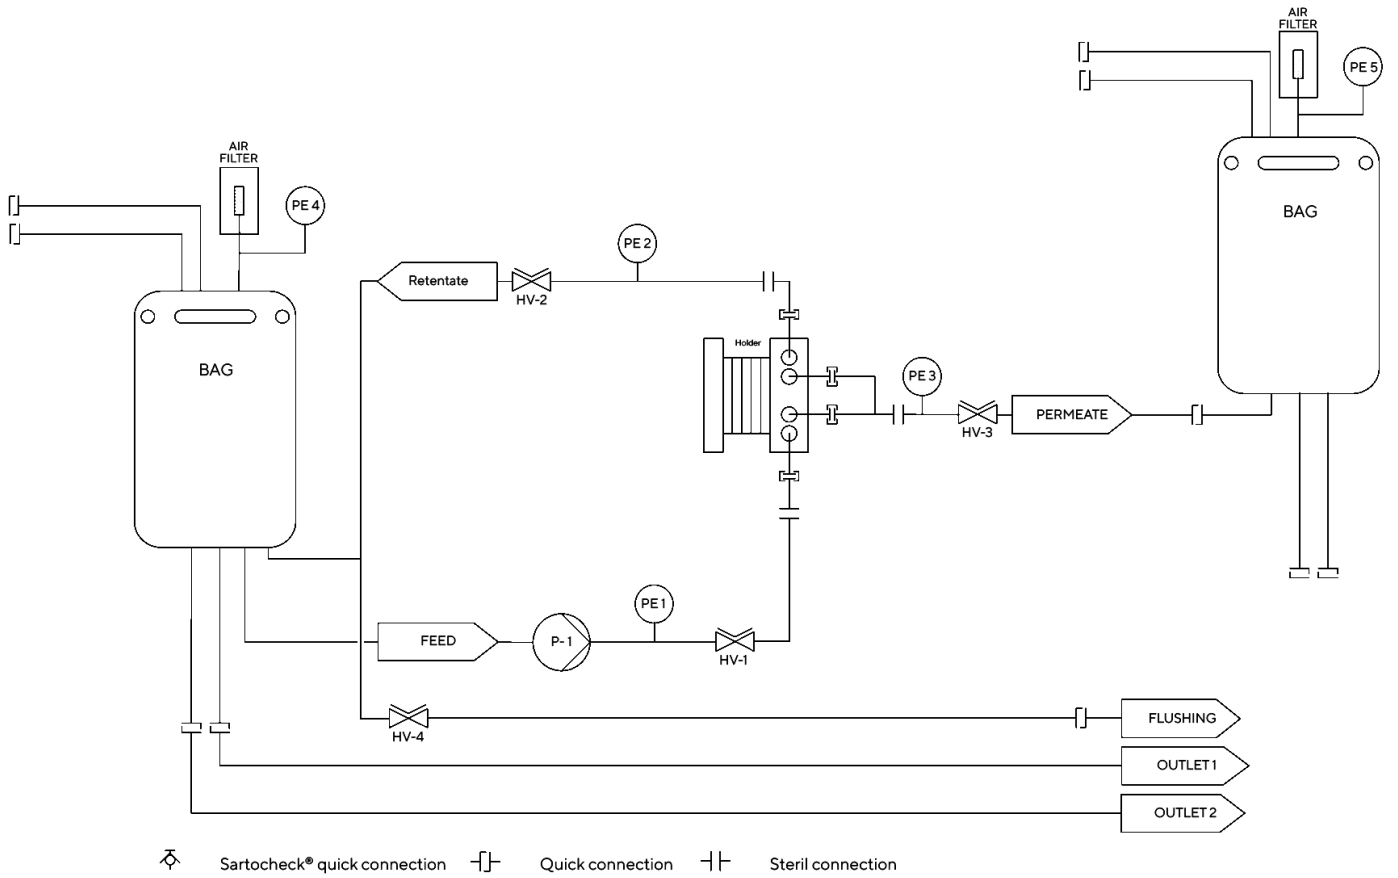 AIR
FILTER
PE 5
BAG
AIR
FILTER
PE 4
BAG
PE 2
Retentate
HV-2
Holder
PE 3
HV-3
PERMEATE
PE 1
FEED
P-1
HV-1
HV-4
FLUSHING
OUTLET 1
OUTLET 2
Sartocheck® quick connection
Quick connection
Steril connection